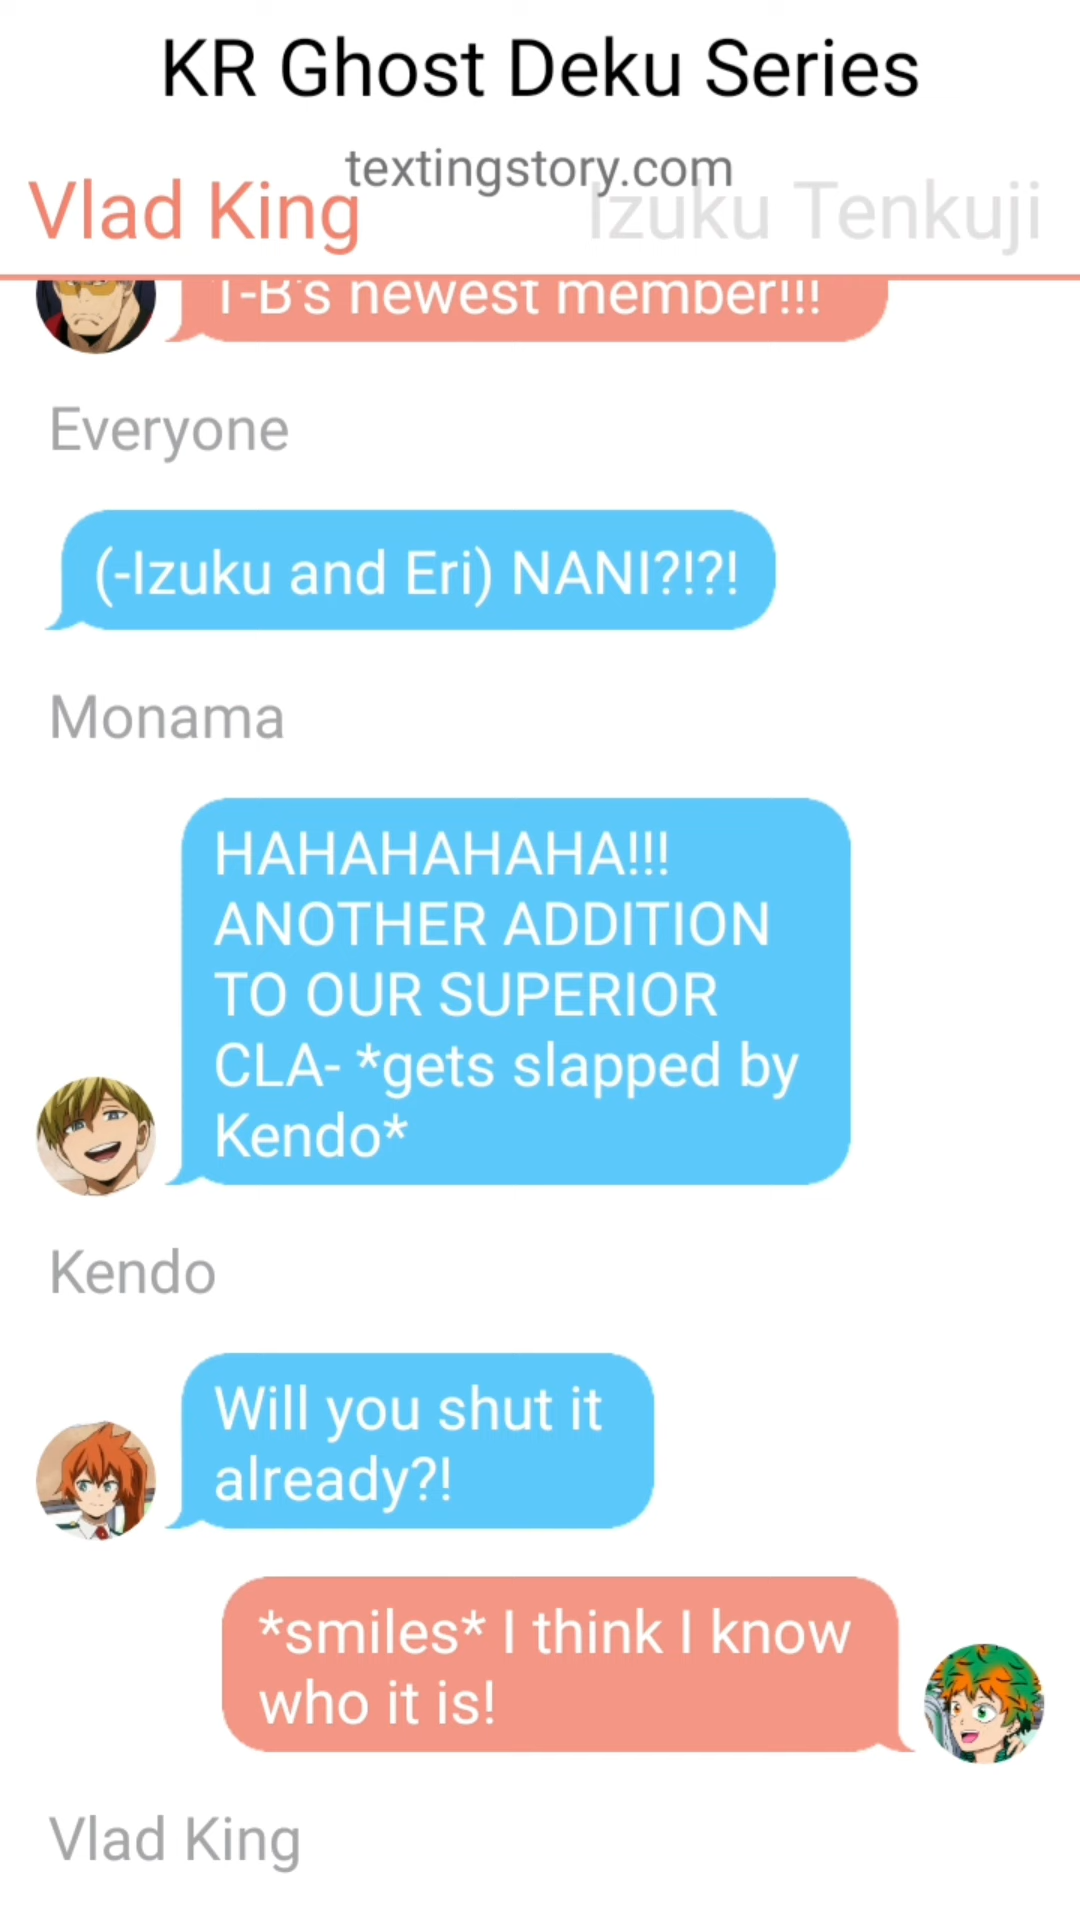 KR Ghost Deku Series
textingstory.com
Vlad King
Izuku Tenkuji
1-B's newest member!!!
Everyone
(-Izuku and Eri) NANI?!?!
Monama
HAHAHAHAHA!!!
ANOTHER ADDITION
TO OUR SUPERIOR
CLA- *gets slapped by
Kendo*
Kendo
Will you shut it
already?!
*smiles* I think I know
who it is!
Vlad King